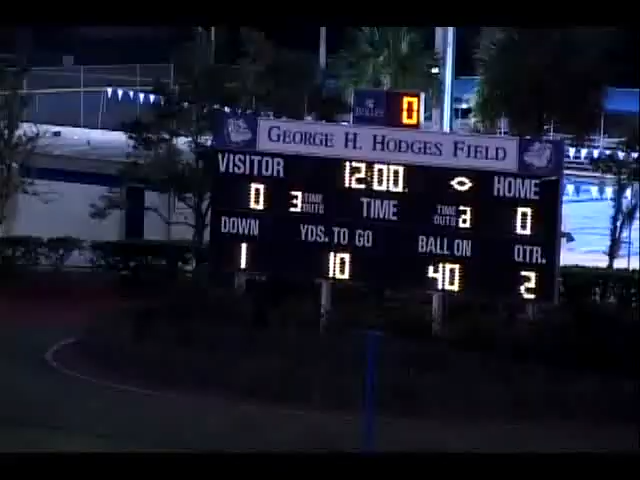 0
GEORGE H. HODGES FIELD
VISITOR 12:00 HOME
0 3 TIME OUTS TIME TIME OUTS 3 0
DOWN YDS. TO GO BALL ON QTR.
1 10 40 2